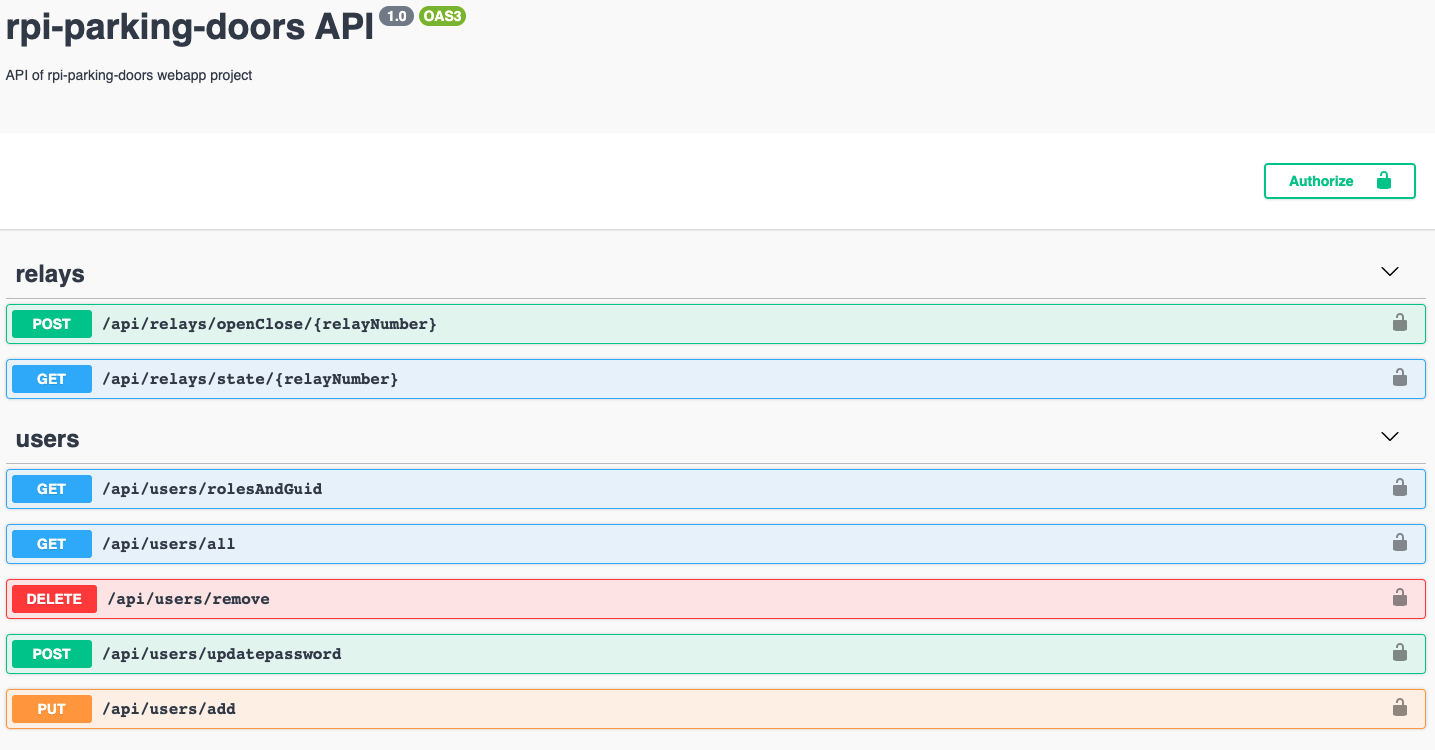 rpi-parking-doors API 1.0 OAS3
API of rpi-parking-doors webapp project
Authorize
relays
POST /api/relays/openClose/{relayNumber}
GET /api/relays/state/{relayNumber}
users
GET /api/users/rolesAndGuid
GET /api/users/all
DELETE /api/users/remove
POST /api/users/updatepassword
PUT /api/users/add